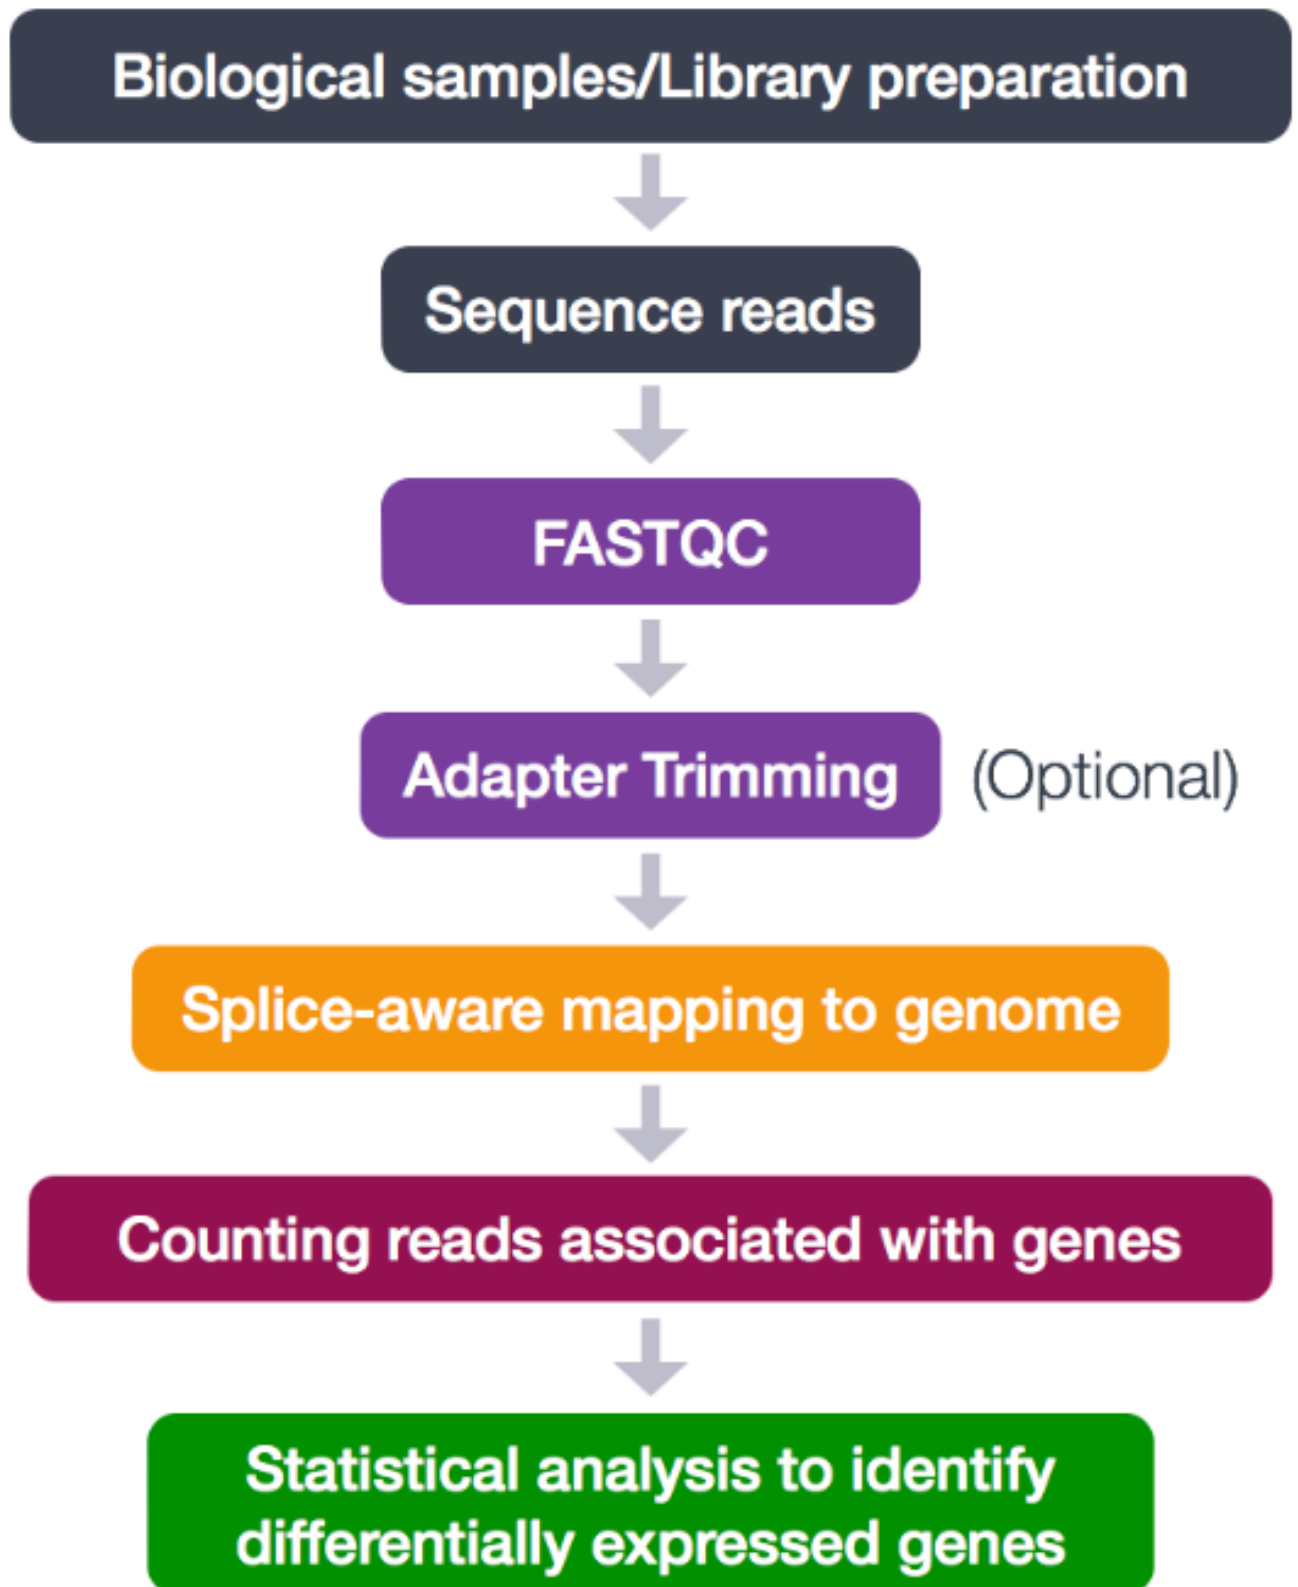 Biological samples/Library preparation
Sequence reads
FASTQC
Adapter Trimming (Optional)
Splice-aware mapping to genome
Counting reads associated with genes
Statistical analysis to identify
differentially expressed genes